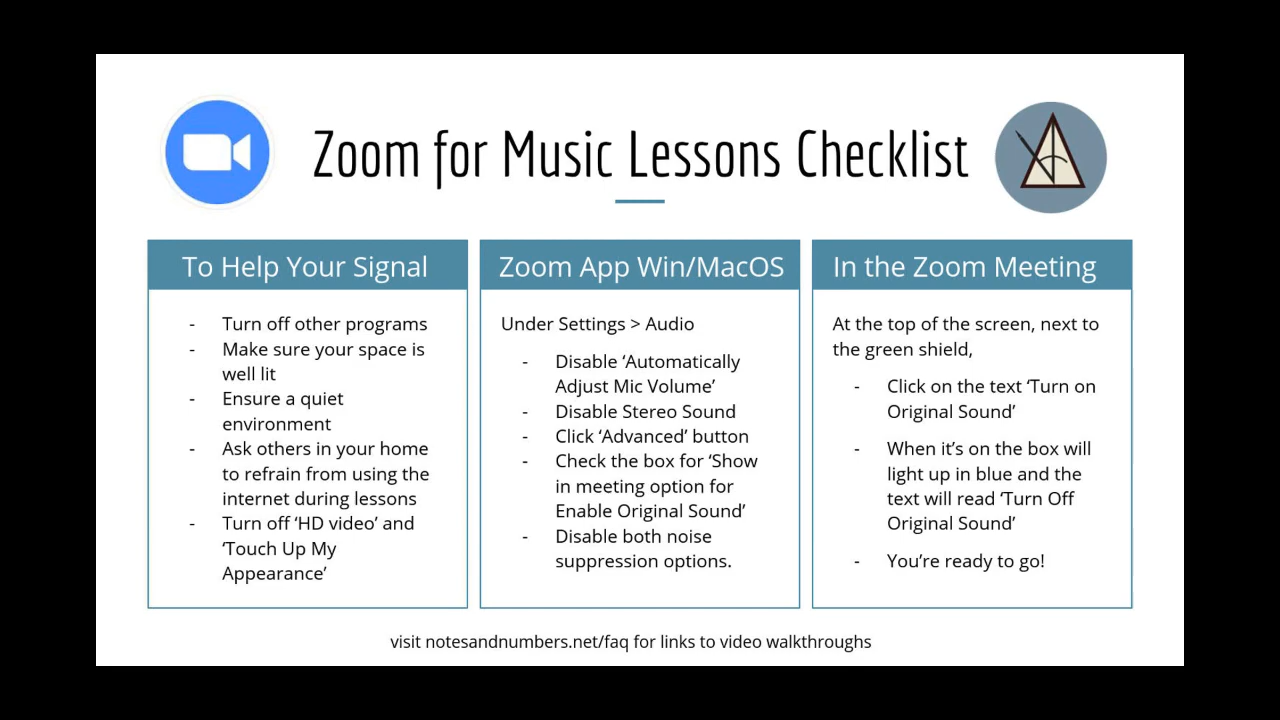 Zoom for Music Lessons Checklist
To Help Your Signal
- Turn off other programs
- Make sure your space is
well lit
- Ensure a quiet
environment
- Ask others in your home
to refrain from using the
internet during lessons
- Turn off ‘HD video’ and
‘Touch Up My
Appearance’
Zoom App Win/MacOS
Under Settings > Audio
- Disable ‘Automatically
Adjust Mic Volume’
- Disable Stereo Sound
- Click ‘Advanced’ button
- Check the box for ‘Show
in meeting option for
Enable Original Sound’
- Disable both noise
suppression options.
In the Zoom Meeting
At the top of the screen, next to
the green shield,
- Click on the text ‘Turn on
Original Sound’
- When it’s on the box will
light up in blue and the
text will read ‘Turn Off
Original Sound’
- You’re ready to go!
visit notesandnumbers.net/faq for links to video walkthroughs